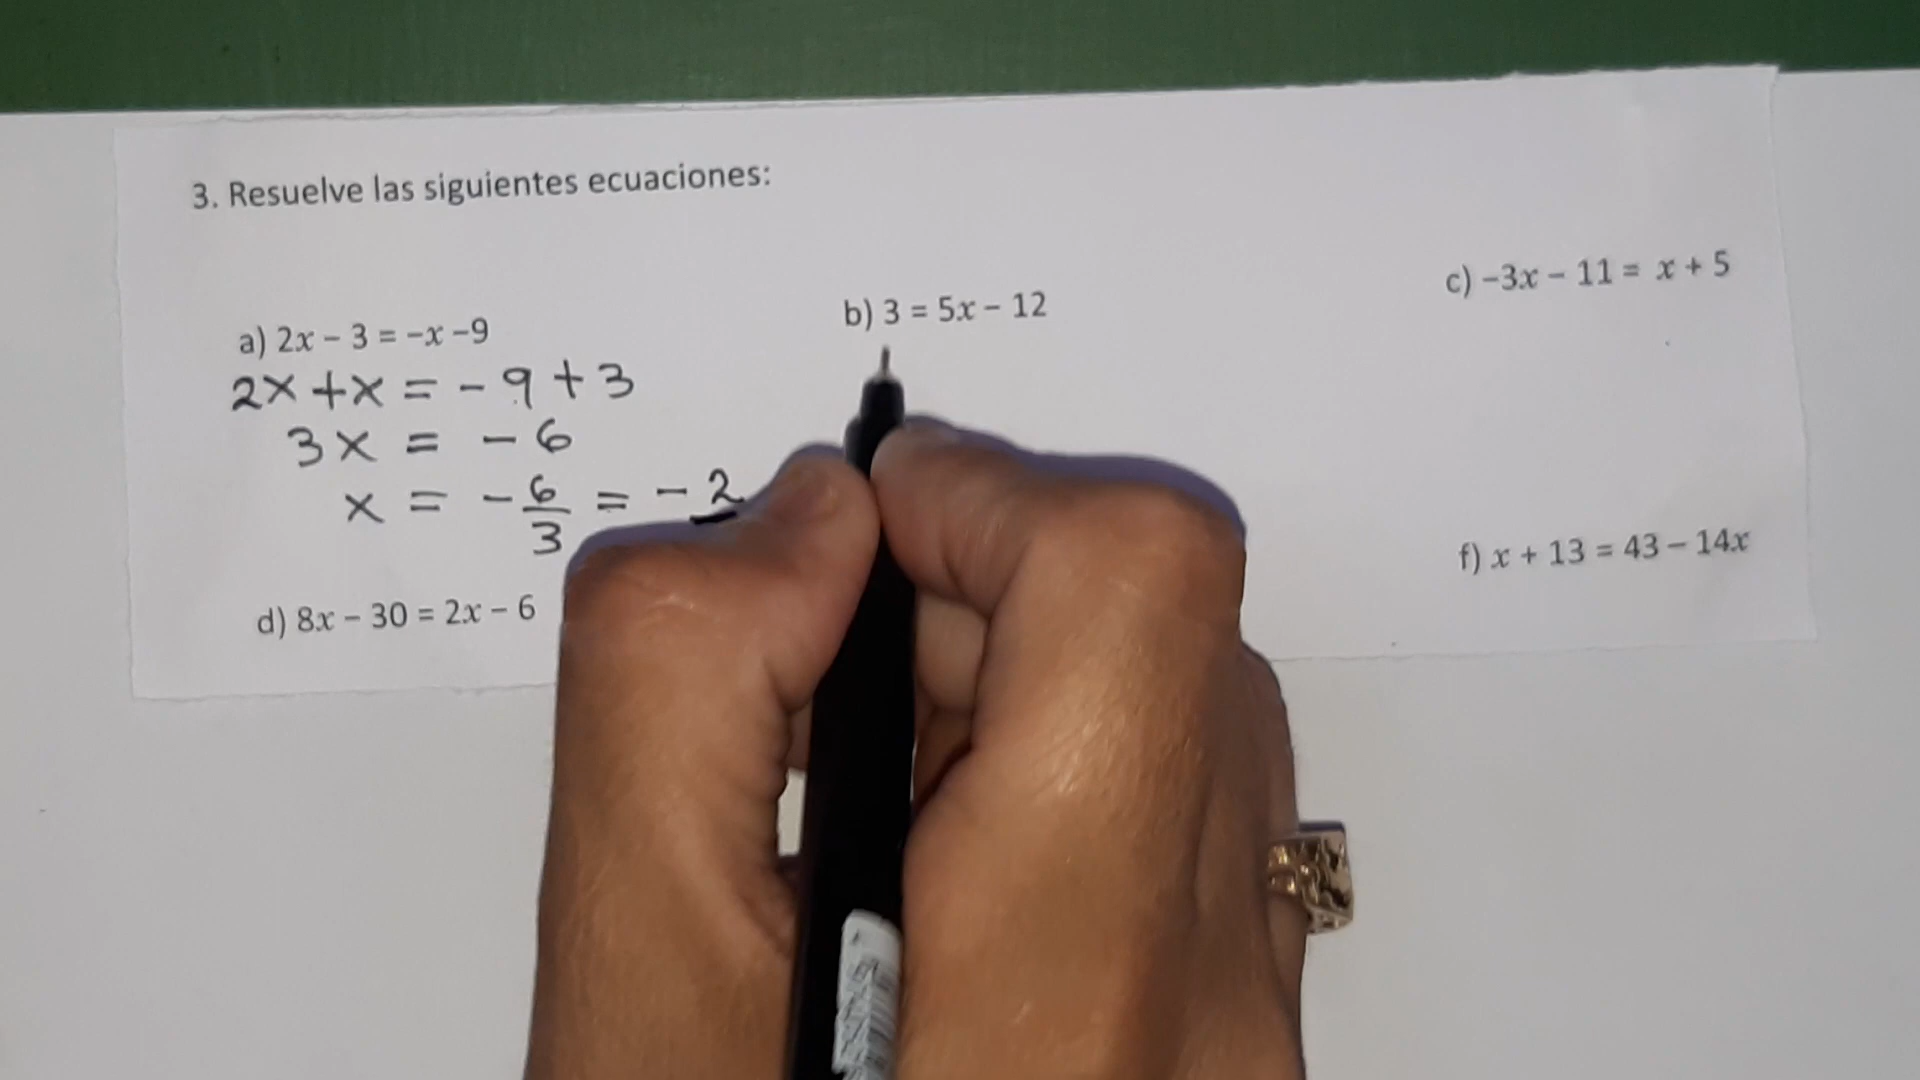 3. Resuelve las siguientes ecuaciones:
a) 2x – 3 = –x –9
2x + x = - 9 + 3
3x = - 6
x = - 6/3 = - 2
b) 3 = 5x – 12
c) –3x – 11 = x + 5
d) 8x – 30 = 2x – 6
f) x + 13 = 43 – 14x